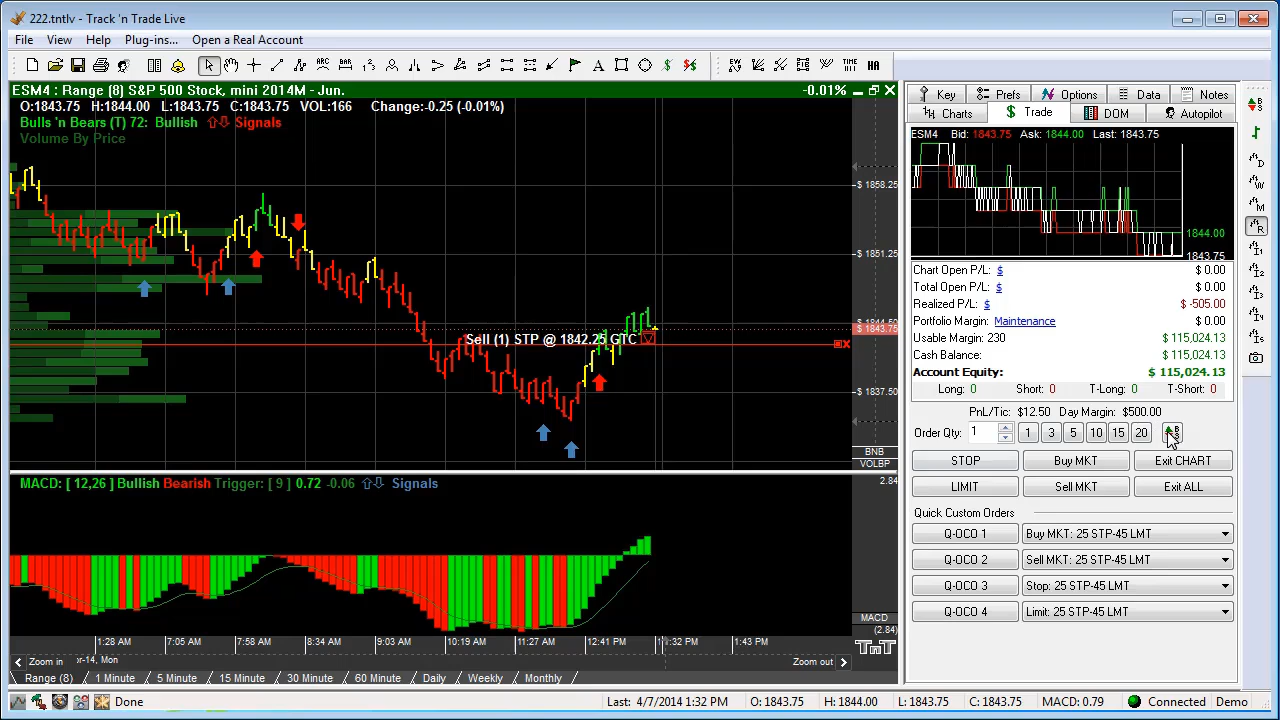 222.tntlv - Track 'n Trade Live
File View Help Plug-ins... Open a Real Account
ESM4 : Range (8) S&P 500 Stock, mini 2014M - Jun. -0.01%
O:1843.75 H:1844.00 L:1843.75 C:1843.75 VOL:166 Change:-0.25 (-0.01%)
Bulls 'n Bears (T) 72: Bullish Signals
Volume By Price
$ 1858.25
$ 1851.25
$ 1843.75
Sell (1) STP @ 1842.25 GTC
$ 1837.50
BNB
VOLBP
MACD: [ 12,26 ] Bullish Bearish Trigger: [ 9 ] 0.72 -0.06 Signals
2.84
MACD
(2.84)
1:28 AM 7:05 AM 7:58 AM 8:34 AM 9:03 AM 10:19 AM 11:27 AM 12:41 PM 1:32 PM 1:43 PM
TnT
Zoom in pr-14, Mon Zoom out
Range (8) 1 Minute 5 Minute 15 Minute 30 Minute 60 Minute Daily Weekly Monthly
Key Prefs Options Data Notes
Charts Trade DOM Autopilot
ESM4 Bid: 1843.75 Ask: 1844.00 Last: 1843.75
1844.00
1843.75
Chart Open P/L: $ $ 0.00
Total Open P/L: $ $ 0.00
Realized P/L: $ $ -505.00
Portfolio Margin: Maintenance $ 0.00
Usable Margin: 230 $ 115,024.13
Cash Balance: $ 115,024.13
Account Equity: $ 115,024.13
Long: 0 Short: 0 T-Long: 0 T-Short: 0
PnL/Tic: $12.50 Day Margin: $500.00
Order Qty: 1 1 3 5 10 15 20
STOP Buy MKT Exit CHART
LIMIT Sell MKT Exit ALL
Quick Custom Orders
Q-OCO 1 Buy MKT: 25 STP-45 LMT
Q-OCO 2 Sell MKT: 25 STP-45 LMT
Q-OCO 3 Stop: 25 STP-45 LMT
Q-OCO 4 Limit: 25 STP-45 LMT
Done Last: 4/7/2014 1:32 PM O: 1843.75 H: 1844.00 L: 1843.75 C: 1843.75 MACD: 0.79 Connected Demo